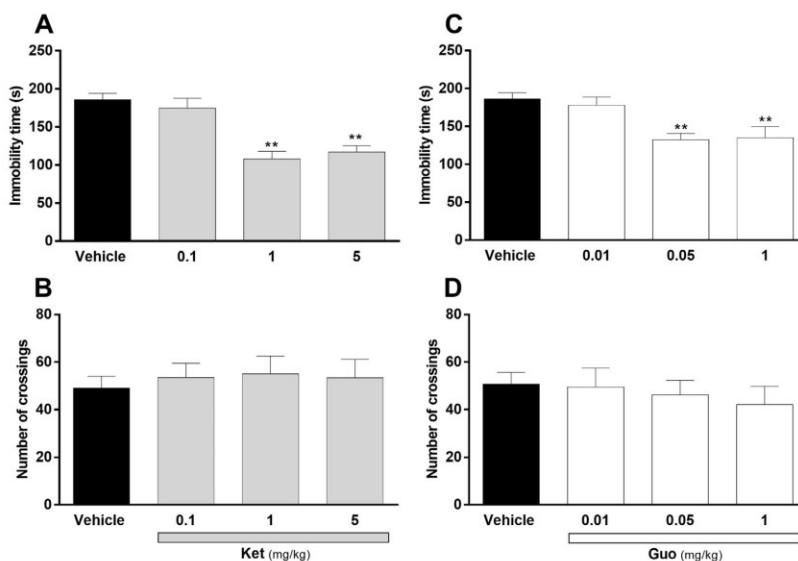 A
Immobility time (s)
250
200
150
100
50
0
**
**
Vehicle 0.1 1 5
B
Number of crossings
80
60
40
20
0
Vehicle 0.1 1 5
Ket (mg/kg)
C
Immobility time (s)
250
200
150
100
50
0
**
**
Vehicle 0.01 0.05 1
D
Number of crossings
80
60
40
20
0
Vehicle 0.01 0.05 1
Guo (mg/kg)